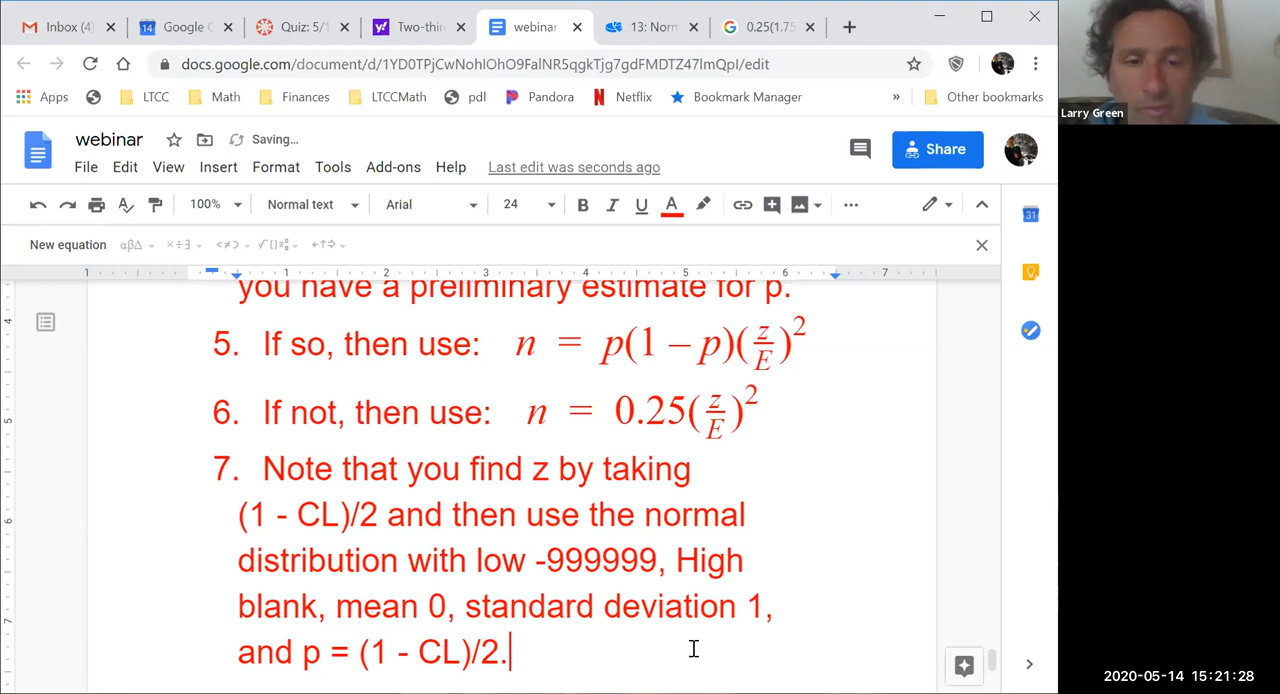 Inbox (4)
Google C
Quiz: 5/1
Two-thir
webinar
13: Norm
0.25(1.75
docs.google.com/document/d/1YD0TPjCwNohIOhO9FalNR5qgkTjg7gdFMDTZ47ImQpI/edit
Apps
LTCC
Math
Finances
LTCCMath
pdl
Pandora
Netflix
Bookmark Manager
»
Other bookmarks
Larry Green
webinar
Saving...
File Edit View Insert Format Tools Add-ons Help Last edit was seconds ago
Share
100% Normal text Arial 24 B I U A
New equation
you have a preliminary estimate for p.
5. If so, then use: n = p(1 − p)(z/E)²
6. If not, then use: n = 0.25(z/E)²
7. Note that you find z by taking
(1 - CL)/2 and then use the normal
distribution with low -999999, High
blank, mean 0, standard deviation 1,
and p = (1 - CL)/2.
2020-05-14 15:21:28